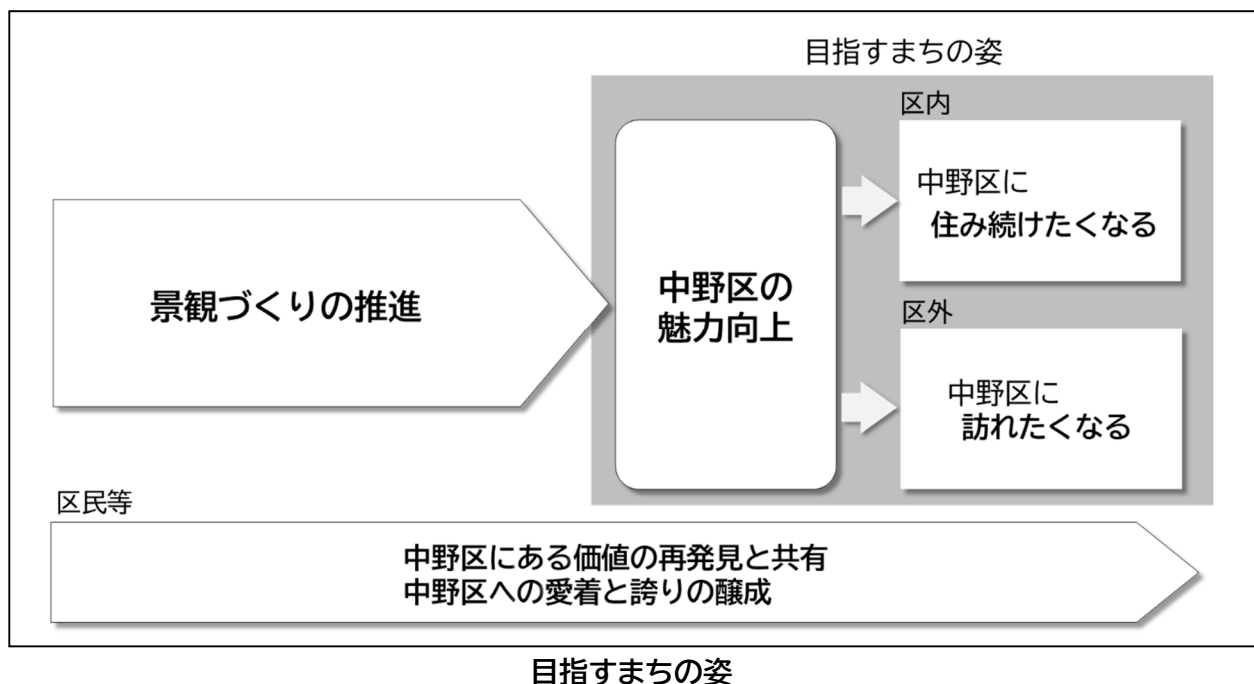 目指すまちの姿
区内
中野区に
住み続けたくなる
景観づくりの推進
中野区の
魅力向上
区外
中野区に
訪れたくなる
区民等
中野区にある価値の再発見と共有
中野区への愛着と誇りの醸成
目指すまちの姿